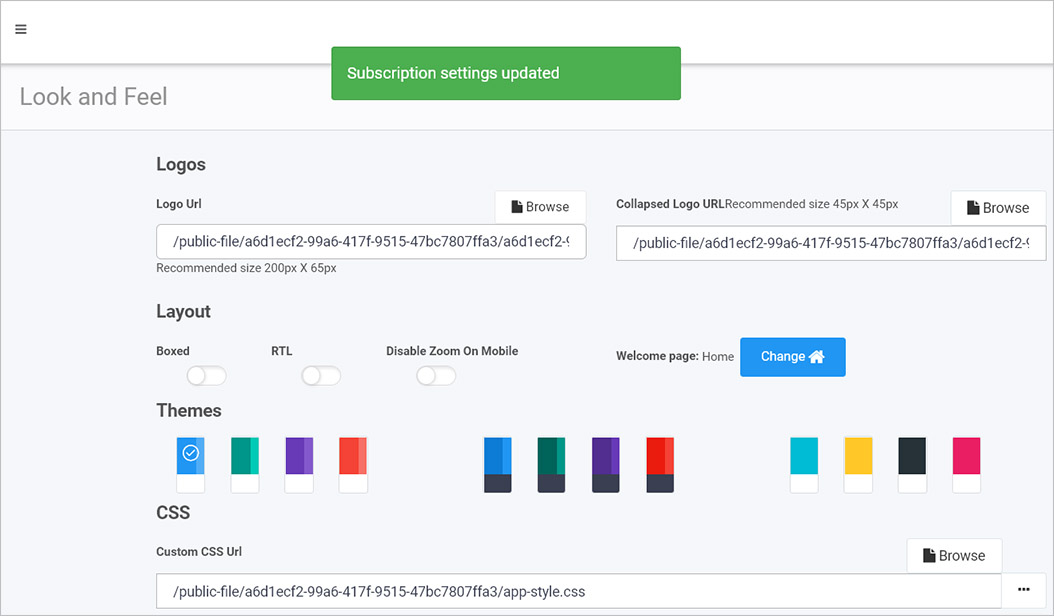 Subscription settings updated
Look and Feel
Logos
Logo Url
Browse
Collapsed Logo URLRecommended size 45px X 45px
Browse
/public-file/a6d1ecf2-99a6-417f-9515-47bc7807ffa3/a6d1ecf2-9
/public-file/a6d1ecf2-99a6-417f-9515-47bc7807ffa3/a6d1ecf2-9
Recommended size 200px X 65px
Layout
Boxed
RTL
Disable Zoom On Mobile
Welcome page: Home
Change
Themes
CSS
Custom CSS Url
Browse
/public-file/a6d1ecf2-99a6-417f-9515-47bc7807ffa3/app-style.css